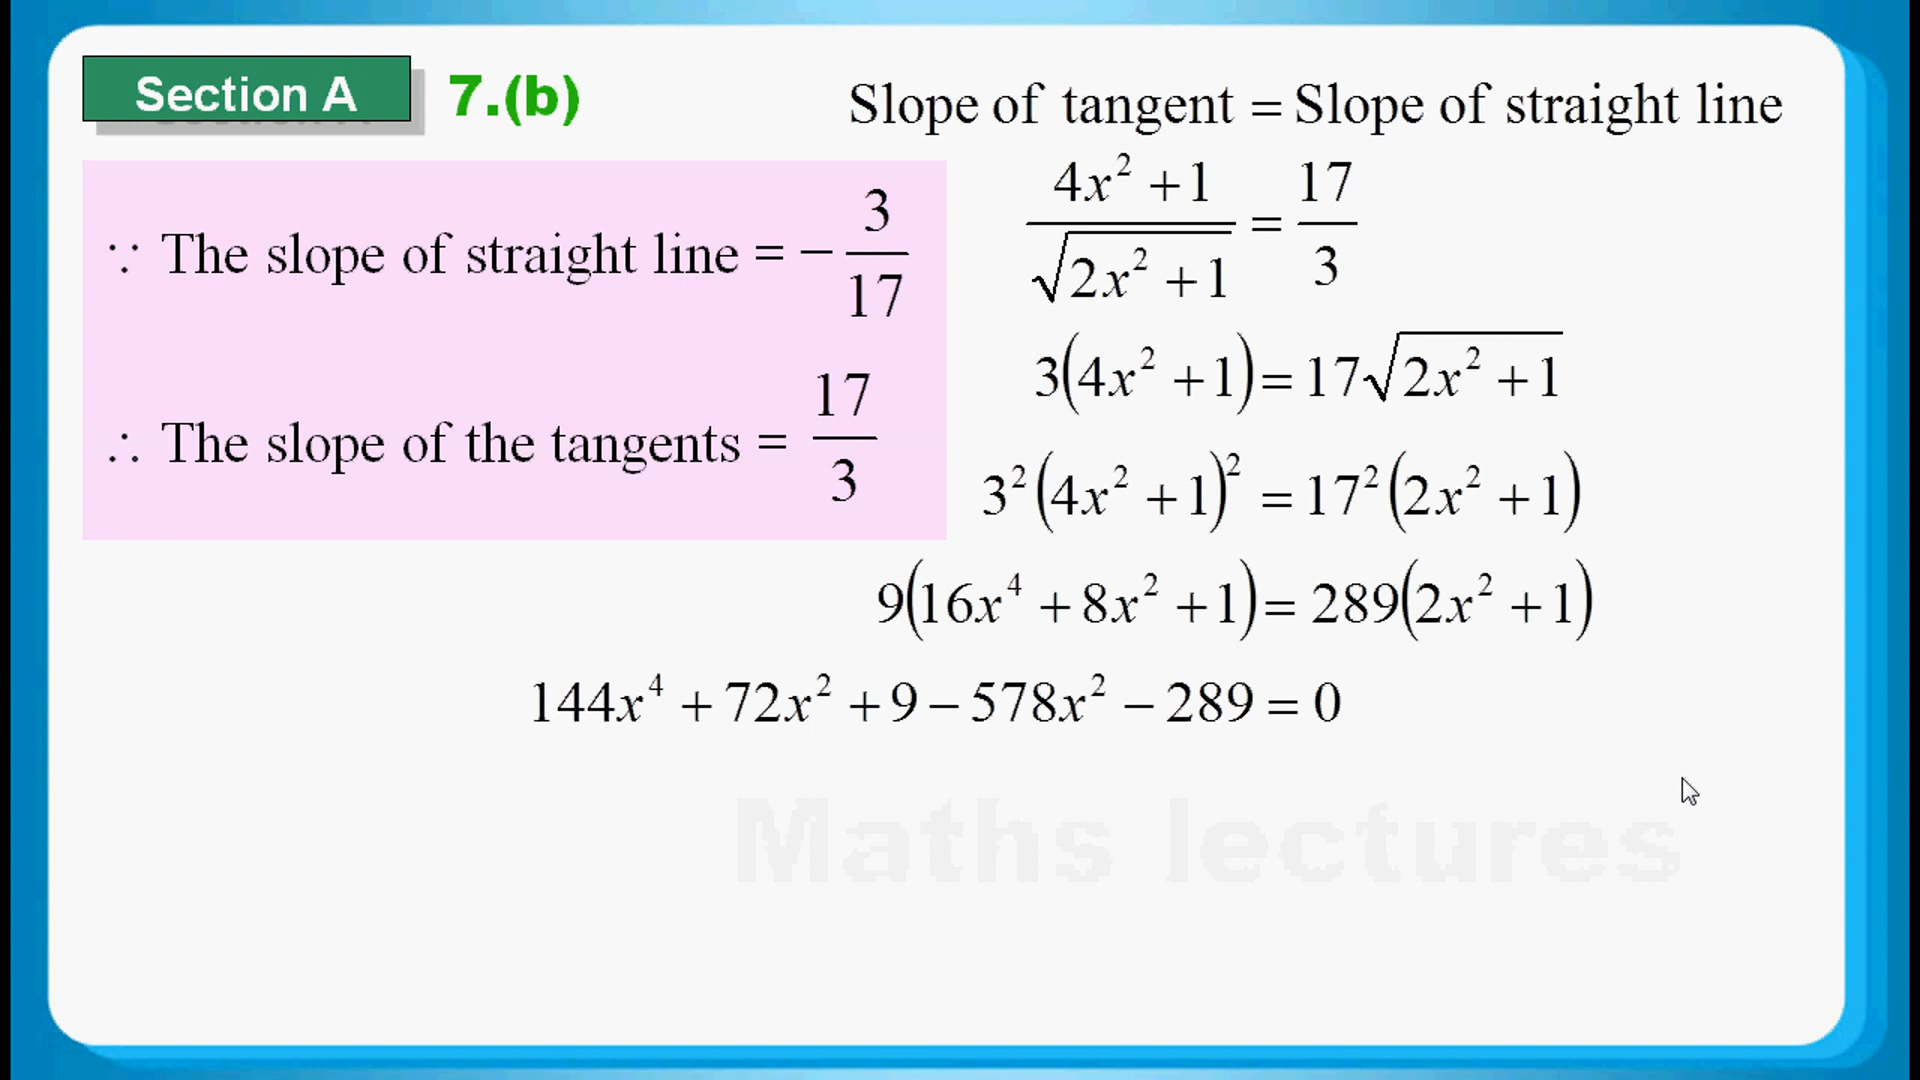 Section A
7.(b)
Slope of tangent = Slope of straight line
∵ The slope of straight line = −3/17
∴ The slope of the tangents = 17/3
(4x² + 1)/√(2x² + 1) = 17/3
3(4x² + 1) = 17√(2x² + 1)
3²(4x² + 1)² = 17²(2x² + 1)
9(16x⁴ + 8x² + 1) = 289(2x² + 1)
144x⁴ + 72x² + 9 − 578x² − 289 = 0
Maths lectures